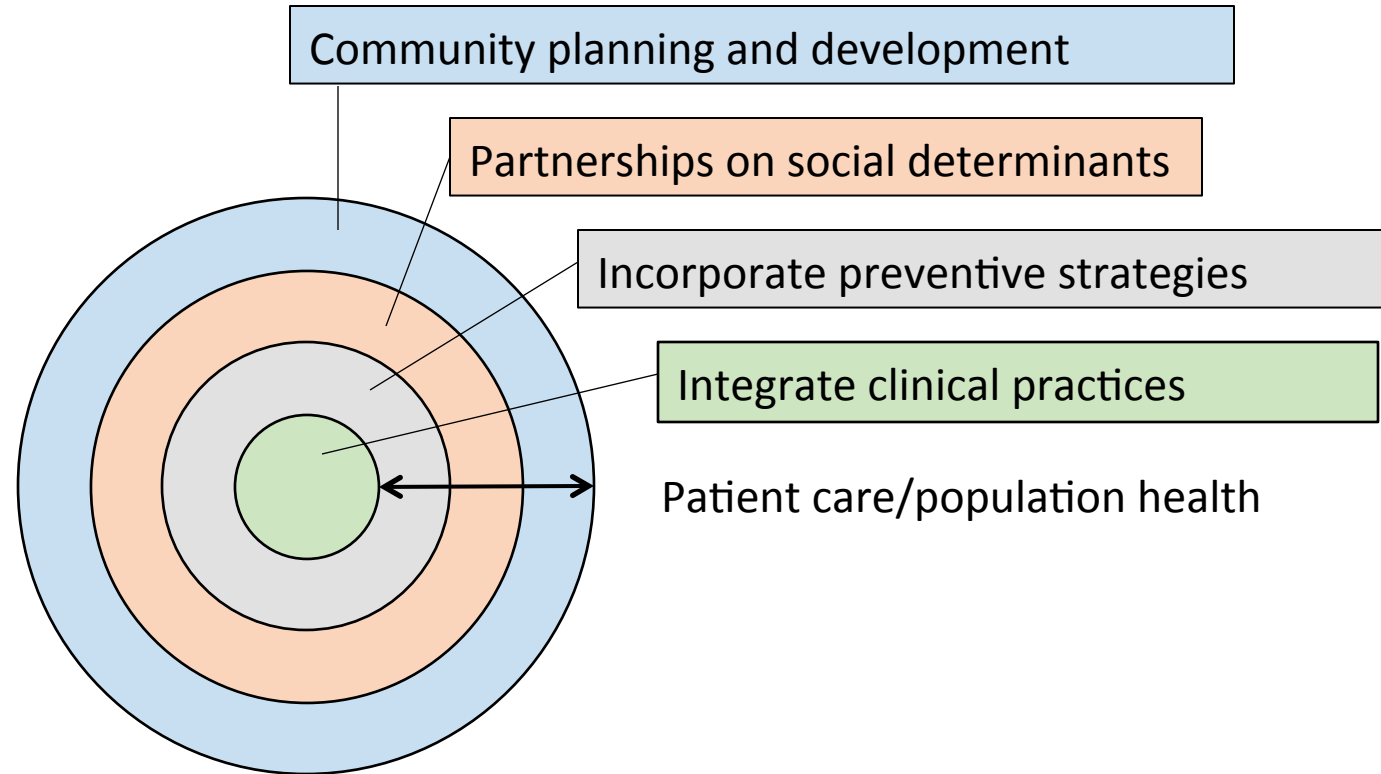 Community planning and development
Partnerships on social determinants
Incorporate preventive strategies
Integrate clinical practices
Patient care/population health